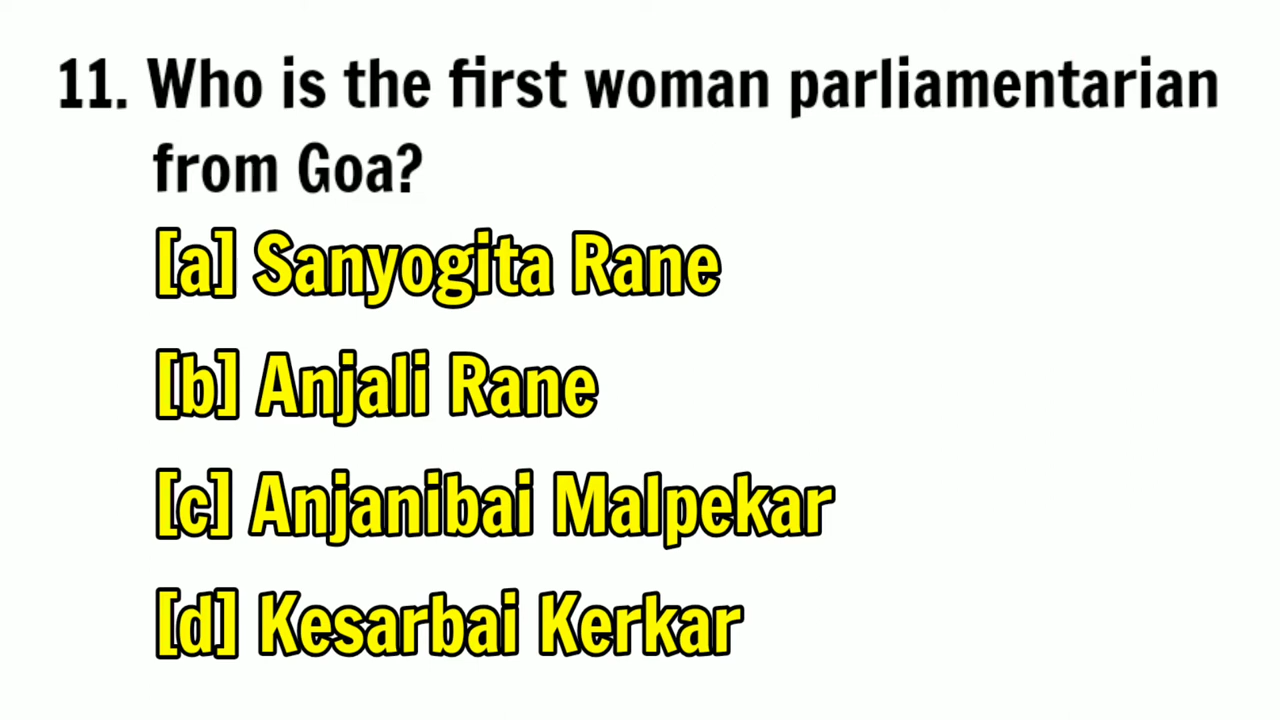 11. Who is the first woman parliamentarian
from Goa?
[a] Sanyogita Rane
[b] Anjali Rane
[c] Anjanibai Malpekar
[d] Kesarbai Kerkar